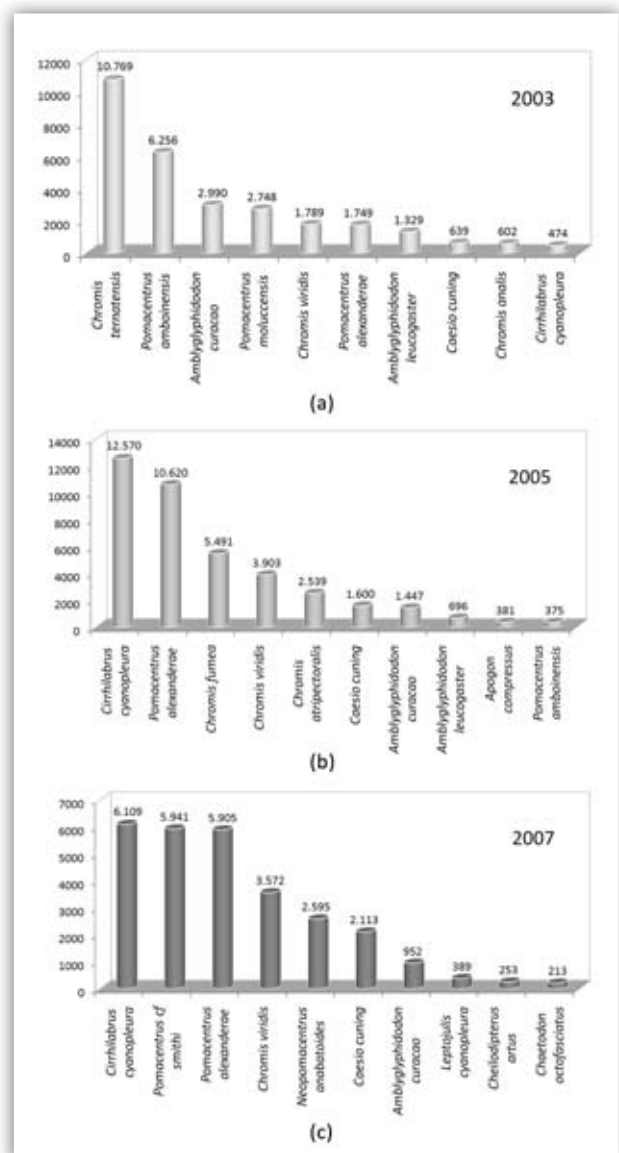 2003
12000
10000
8000
6000
4000
2000
0
10.769
6.256
2.990
2.748
1.789
1.749
1.329
639
602
474
Chromis
ternatensis
Pomacentrus
amboinensis
Amblyglyphidodon
curacao
Pomacentrus
moluccensis
Chromis viridis
Pomacentrus
alexanderae
Amblyglyphidodon
leucogaster
Caesio cuning
Chromis analis
Cirrhilabrus
cyanopleura
(a)
2005
14000
12000
10000
8000
6000
4000
2000
0
12.570
10.620
5.491
3.903
2.539
1.600
1.447
696
381
375
Cirrhilabrus
cyanopleura
Pomacentrus
alexanderae
Chromis fumea
Chromis viridis
Chromis
atripectoralis
Caesio cuning
Amblyglyphidodon
curacao
Amblyglyphidodon
leucogaster
Apogon
compressus
Pomacentrus
amboinensis
(b)
2007
7000
6000
5000
4000
3000
2000
1000
0
6.109
5.941
5.905
3.572
2.595
2.113
952
389
253
213
Cirrhilabrus
cyanopleura
Pomacentrus cf
smithi
Pomacentrus
alexanderae
Chromis viridis
Neopomacentrus
anabatoides
Caesio cuning
Amblyglyphidodon
curacao
Leptojulis
cyanopleura
Cheilodipterus
artus
Chaetodon
octofasciatus
(c)